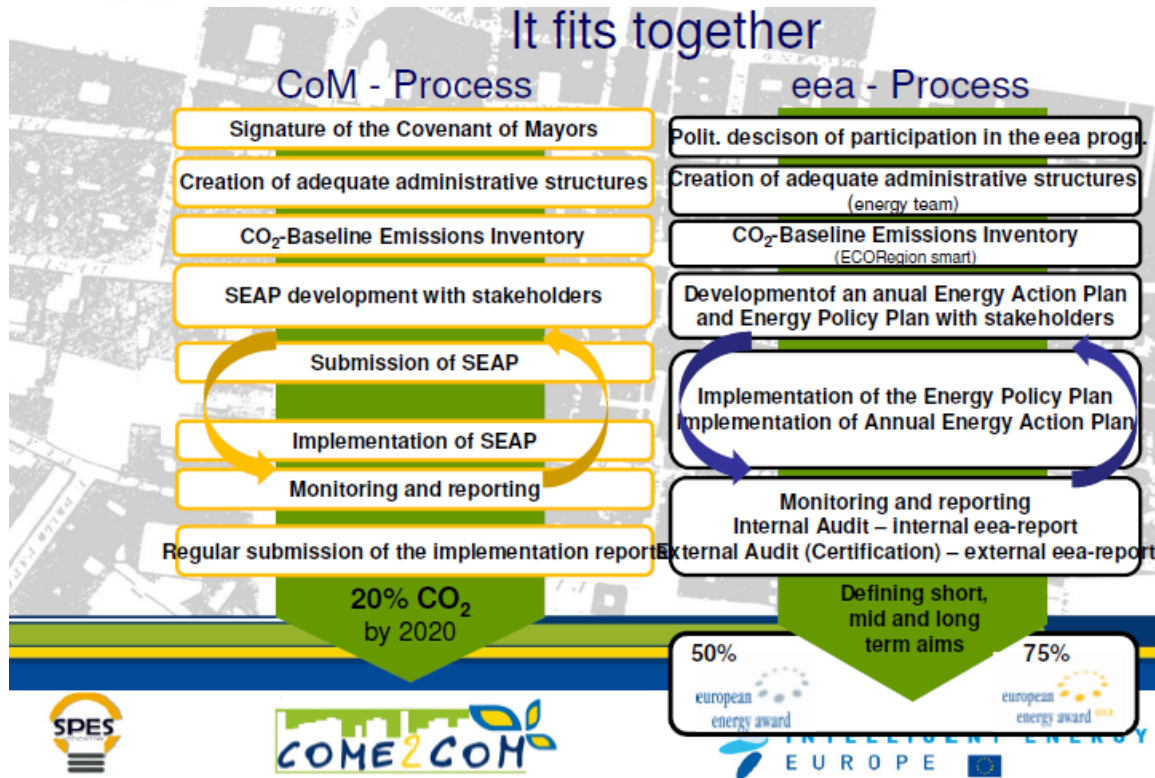 It fits together
CoM - Process
Signature of the Covenant of Mayors
Creation of adequate administrative structures
CO₂-Baseline Emissions Inventory
SEAP development with stakeholders
Submission of SEAP
Implementation of SEAP
Monitoring and reporting
Regular submission of the implementation reports
20% CO₂
by 2020
eea - Process
Polit. descison of participation in the eea progr.
Creation of adequate administrative structures
(energy team)
CO₂-Baseline Emissions Inventory
(ECORegion smart)
Developmentof an anual Energy Action Plan
and Energy Policy Plan with stakeholders
Implementation of the Energy Policy Plan
Implementation of Annual Energy Action Plan
Monitoring and reporting
Internal Audit – internal eea-report
External Audit (Certification) – external eea-report
Defining short,
mid and long
term aims
50%
european
energy award
75%
european
energy award GOLD
SPES
COME2COM
INTELLIGENT ENERGY
EUROPE